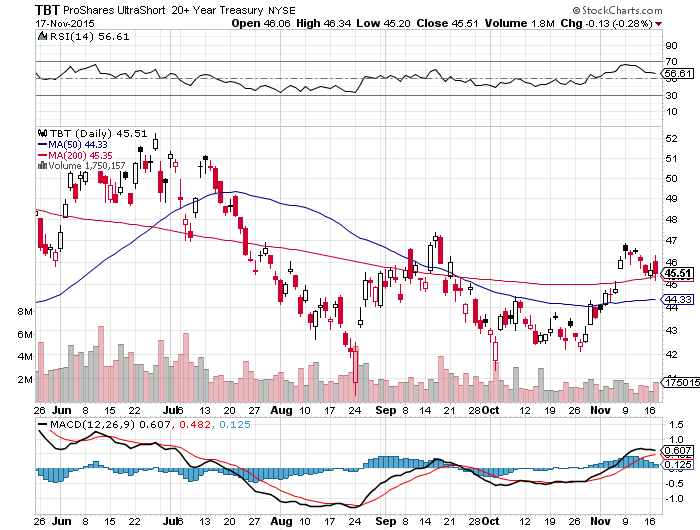 TBT ProShares UltraShort 20+ Year Treasury NYSE
© StockCharts.com
17-Nov-2015
Open 46.06 High 46.34 Low 45.20 Close 45.51 Volume 1.8M Chg -0.13 (-0.28%)
RSI(14) 56.61
90
70
56.61
50
30
10
TBT (Daily) 45.51
MA(50) 44.33
MA(200) 45.35
Volume 1,750,157
52
51
50
49
48
47
46
45.51
45
44.33
44
43
42
41
8M
6M
4M
2M
175015
26 Jun 8 15 22 Jul 6 13 20 27 Aug 10 17 24 Sep 8 14 21 28 Oct 12 19 26 Nov 9 16
MACD(12,26,9) 0.607, 0.482, 0.125
1.5
1.0
0.607
0.125
-0.5
-1.0
26 Jun 8 15 22 Jul 6 13 20 27 Aug 10 17 24 Sep 8 14 21 28 Oct 12 19 26 Nov 9 16